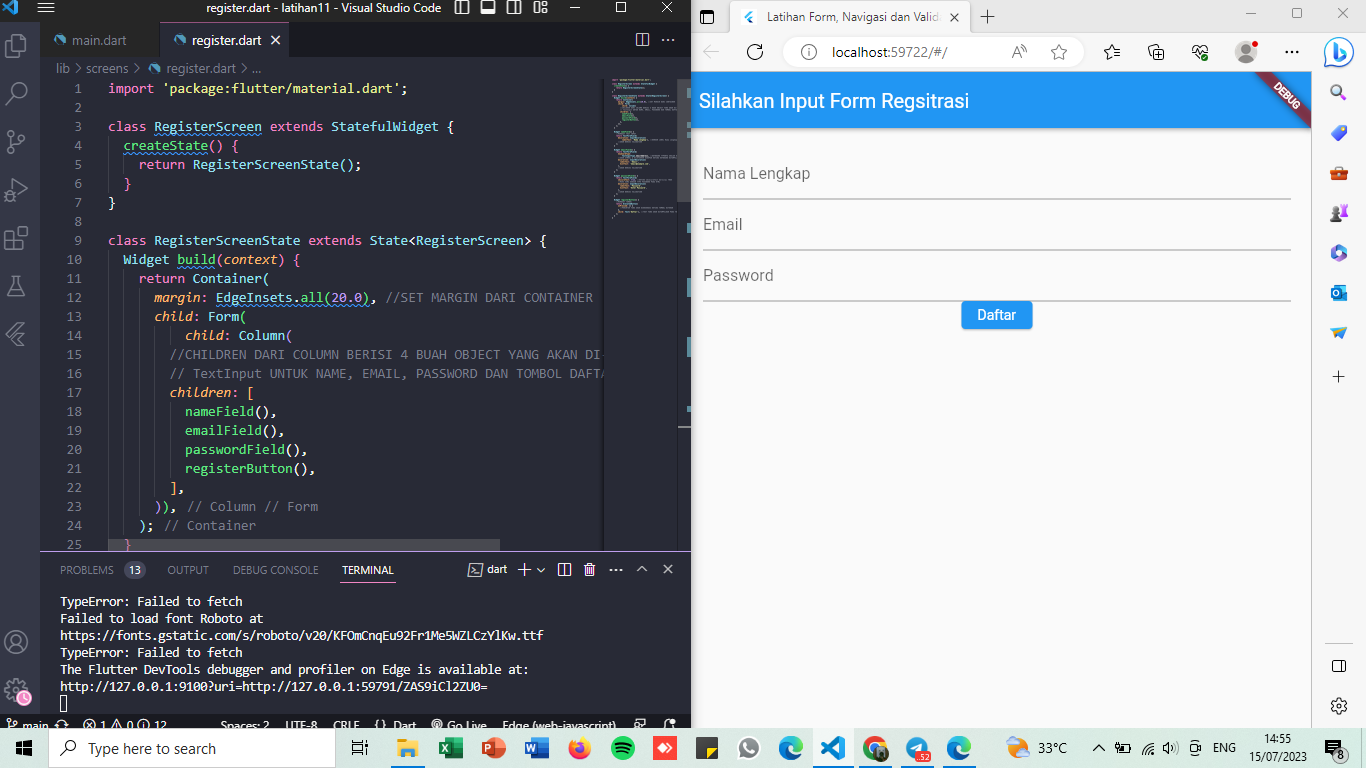 register.dart - latihan11 - Visual Studio Code
main.dart
register.dart
lib > screens > register.dart > ...
1 import 'package:flutter/material.dart';
2
3 class RegisterScreen extends StatefulWidget {
4 createState() {
5 return RegisterScreenState();
6 }
7 }
8
9 class RegisterScreenState extends State<RegisterScreen> {
10 Widget build(context) {
11 return Container(
12 margin: EdgeInsets.all(20.0), //SET MARGIN DARI CONTAINER
13 child: Form(
14 child: Column(
15 //CHILDREN DARI COLUMN BERISI 4 BUAH OBJECT YANG AKAN DI
16 // TextInput UNTUK NAME, EMAIL, PASSWORD DAN TOMBOL DAFTA
17 children: [
18 nameField(),
19 emailField(),
20 passwordField(),
21 registerButton(),
22 ],
23 )), // Column // Form
24 ); // Container
25 }
PROBLEMS 13 OUTPUT DEBUG CONSOLE TERMINAL dart
TypeError: Failed to fetch
Failed to load font Roboto at
https://fonts.gstatic.com/s/roboto/v20/KFOmCnqEu92Fr1Me5WZLCzYlKw.ttf
TypeError: Failed to fetch
The Flutter DevTools debugger and profiler on Edge is available at:
http://127.0.0.1:9100?uri=http://127.0.0.1:59791/ZAS9iCl2ZU0=
main 1 0 12 Spaces: 2 UTF-8 CRLF {} Dart Go Live Edge (web-javascript)
Latihan Form, Navigasi dan Valid
localhost:59722/#/
Silahkan Input Form Regsitrasi
DEBUG
Nama Lengkap
Email
Password
Daftar
Type here to search
.52
33°C
ENG
14:55
15/07/2023
8